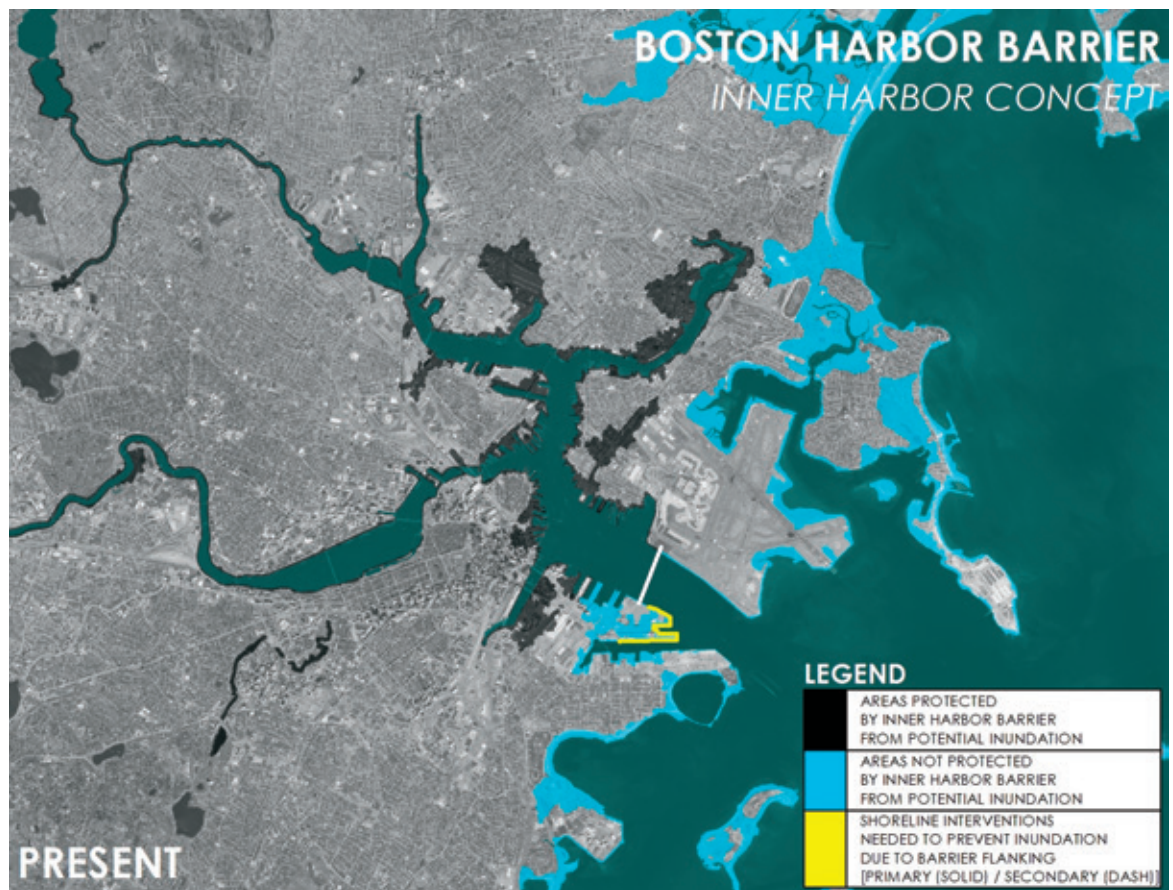 BOSTON HARBOR BARRIER
INNER HARBOR CONCEPT
LEGEND
AREAS PROTECTED
BY INNER HARBOR BARRIER
FROM POTENTIAL INUNDATION
AREAS NOT PROTECTED
BY INNER HARBOR BARRIER
FROM POTENTIAL INUNDATION
SHORELINE INTERVENTIONS
NEEDED TO PREVENT INUNDATION
DUE TO BARRIER FLANKING
[PRIMARY (SOLID) / SECONDARY (DASH)]
PRESENT